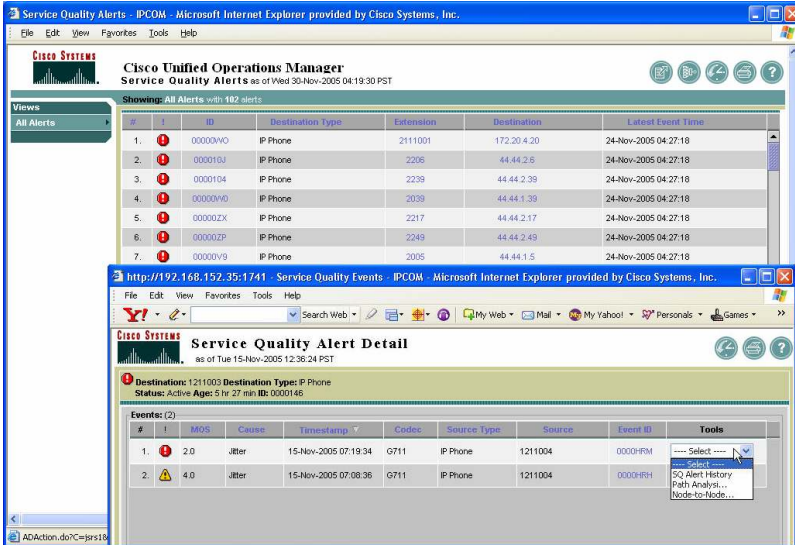 Service Quality Alerts - IPCOM - Microsoft Internet Explorer provided by Cisco Systems, Inc.
File Edit View Favorites Tools Help
CISCO SYSTEMS
Cisco Unified Operations Manager
Service Quality Alerts as of Wed 30-Nov-2005 04:19:30 PST
Views
All Alerts
Showing: All Alerts with 102 alerts
# ! ID Destination Type Extension Destination Latest Event Time
1. 00000WO IP Phone 2111001 172.20.4.20 24-Nov-2005 04:27:18
2. 000010J IP Phone 2206 44.44.2.6 24-Nov-2005 04:27:18
3. 0000104 IP Phone 2239 44.44.2.39 24-Nov-2005 04:27:18
4. 00000W0 IP Phone 2039 44.44.1.39 24-Nov-2005 04:27:18
5. 00000ZX IP Phone 2217 44.44.2.17 24-Nov-2005 04:27:18
6. 00000ZP IP Phone 2249 44.44.2.49 24-Nov-2005 04:27:18
7. 00000V9 IP Phone 2005 44.44.1.5 24-Nov-2005 04:27:18
http://192.168.152.35:1741 - Service Quality Events - IPCOM - Microsoft Internet Explorer provided by Cisco Systems, Inc.
File Edit View Favorites Tools Help
Y! Search Web My Web Mail My Yahoo! Personals Games »
CISCO SYSTEMS
Service Quality Alert Detail
as of Tue 15-Nov-2005 12:36:24 PST
Destination: 1211003 Destination Type: IP Phone
Status: Active Age: 5 hr 27 min ID: 0000146
Events: (2)
# ! MOS Cause Timestamp Codec Source Type Source Event ID Tools
1. 2.0 Jitter 15-Nov-2005 07:19:34 G711 IP Phone 1211004 0000HRM ---- Select ----
2. 4.0 Jitter 15-Nov-2005 07:08:36 G711 IP Phone 1211004 0000HRH
---- Select ----
SQ Alert History
Path Analysi...
Node-to-Node...
ADAction.do?C=jsrs18